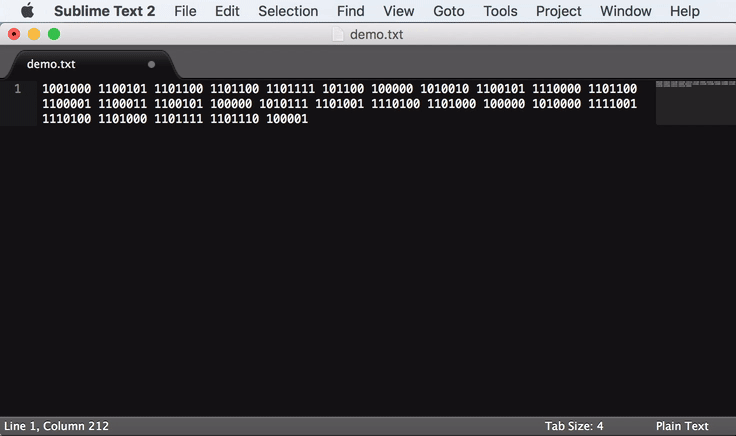 Sublime Text 2 File Edit Selection Find View Goto Tools Project Window Help
demo.txt
demo.txt
1 1001000 1100101 1101100 1101100 1101111 101100 100000 1010010 1100101 1110000 1101100
1100001 1100011 1100101 100000 1010111 1101001 1110100 1101000 100000 1010000 1111001
1110100 1101000 1101111 1101110 100001
Line 1, Column 212 Tab Size: 4 Plain Text